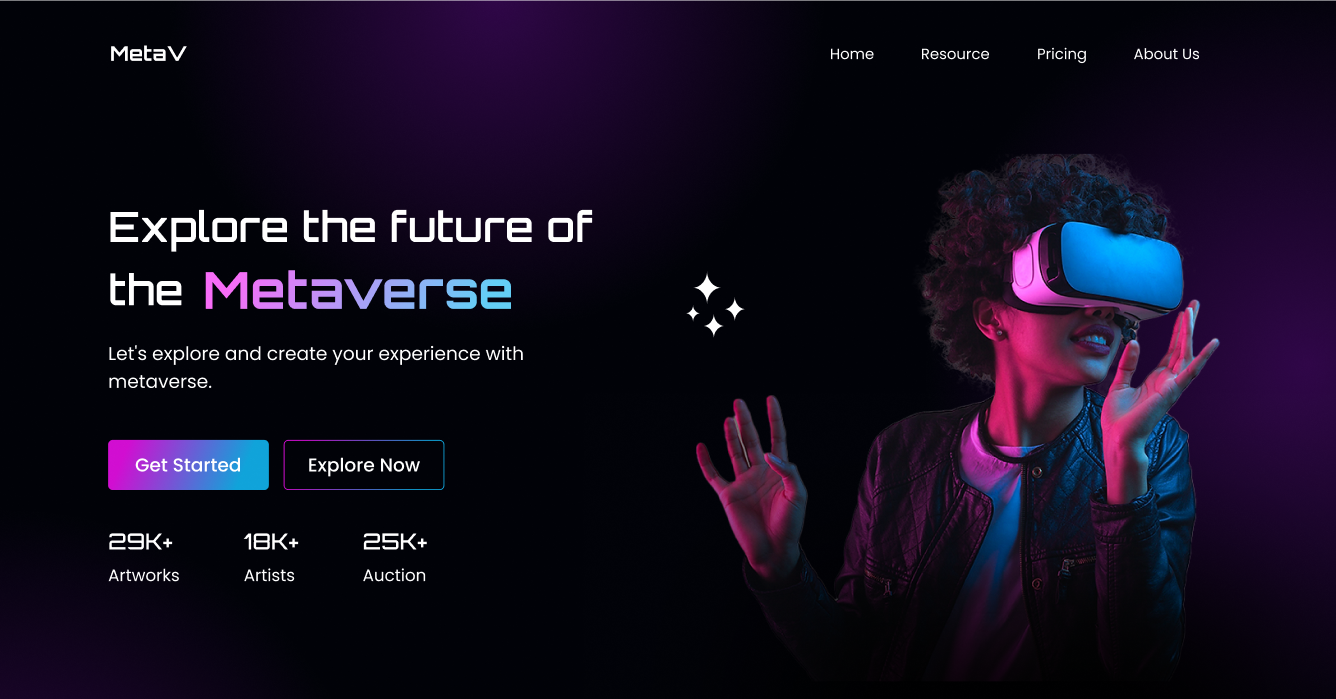 MetaV
Home
Resource
Pricing
About Us
Explore the future of
the Metaverse
Let's explore and create your experience with
metaverse.
Get Started
Explore Now
29K+
18K+
25K+
Artworks
Artists
Auction